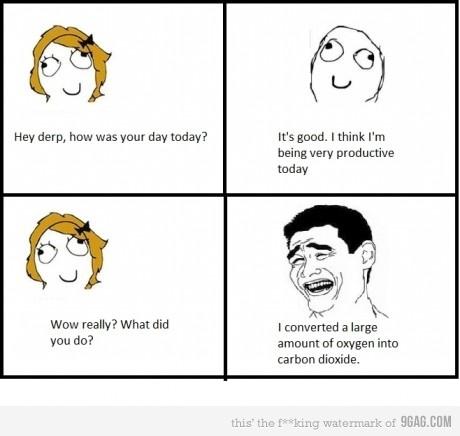 Hey derp, how was your day today?
It's good. I think I'm
being very productive
today
Wow really? What did
you do?
I converted a large
amount of oxygen into
carbon dioxide.
this' the f**king watermark of 9GAG.COM